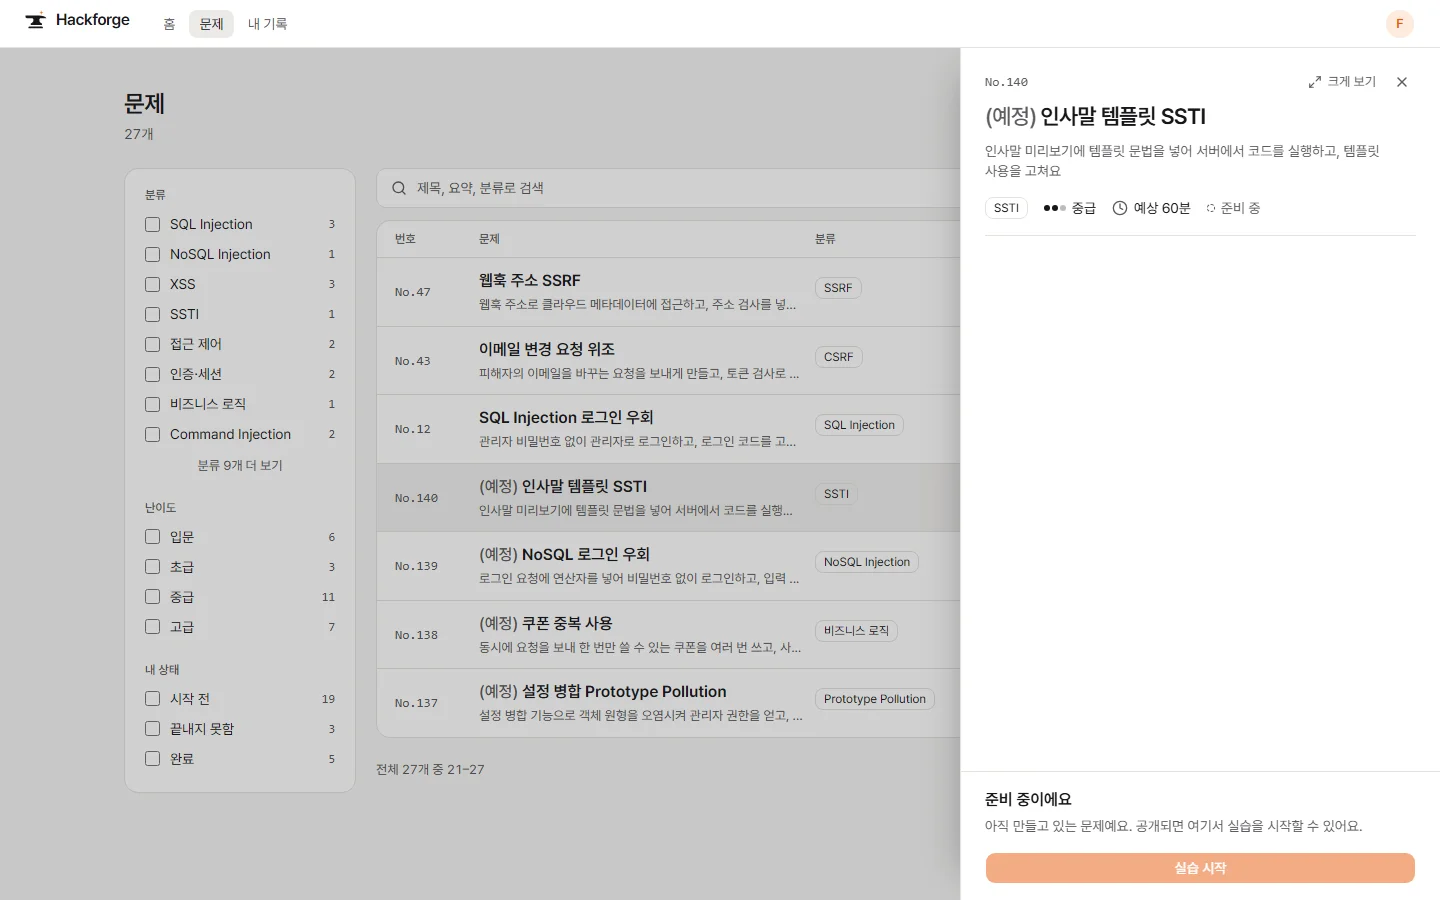 Hackforge
홈
문제
내 기록
F
문제
27개
분류
SQL Injection 3
NoSQL Injection 1
XSS 3
SSTI 1
접근 제어 2
인증·세션 2
비즈니스 로직 1
Command Injection 2
분류 9개 더 보기
난이도
입문 6
초급 3
중급 11
고급 7
내 상태
시작 전 19
끝내지 못함 3
완료 5
제목, 요약, 분류로 검색
번호 문제 분류
No.47
웹훅 주소 SSRF
웹훅 주소로 클라우드 메타데이터에 접근하고, 주소 검사를 넣...
SSRF
No.43
이메일 변경 요청 위조
피해자의 이메일을 바꾸는 요청을 보내게 만들고, 토큰 검사로 ...
CSRF
No.12
SQL Injection 로그인 우회
관리자 비밀번호 없이 관리자로 로그인하고, 로그인 코드를 고...
SQL Injection
No.140
(예정) 인사말 템플릿 SSTI
인사말 미리보기에 템플릿 문법을 넣어 서버에서 코드를 실행...
SSTI
No.139
(예정) NoSQL 로그인 우회
로그인 요청에 연산자를 넣어 비밀번호 없이 로그인하고, 입력 ...
NoSQL Injection
No.138
(예정) 쿠폰 중복 사용
동시에 요청을 보내 한 번만 쓸 수 있는 쿠폰을 여러 번 쓰고, 사...
비즈니스 로직
No.137
(예정) 설정 병합 Prototype Pollution
설정 병합 기능으로 객체 원형을 오염시켜 관리자 권한을 얻고, ...
Prototype Pollution
전체 27개 중 21–27
No.140
크게 보기
(예정) 인사말 템플릿 SSTI
인사말 미리보기에 템플릿 문법을 넣어 서버에서 코드를 실행하고, 템플릿
사용을 고쳐요
SSTI 중급 예상 60분 준비 중
준비 중이에요
아직 만들고 있는 문제예요. 공개되면 여기서 실습을 시작할 수 있어요.
실습 시작